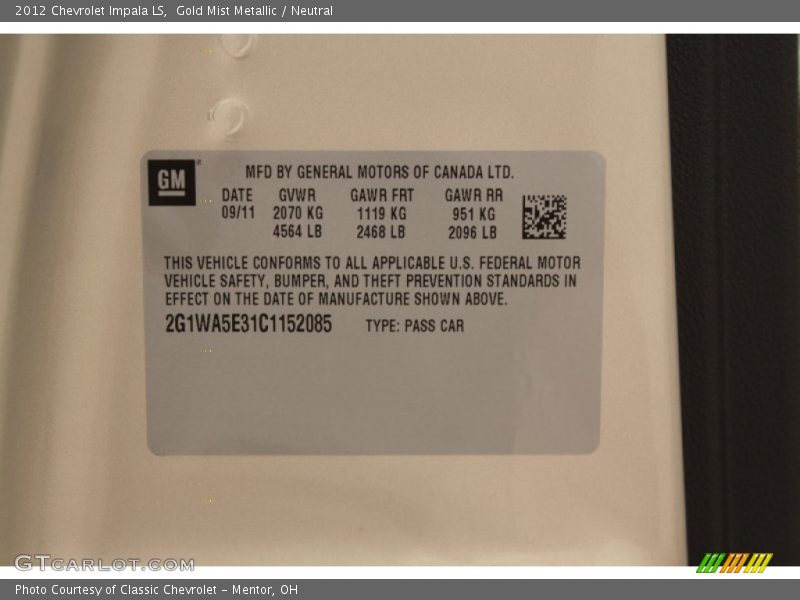 2012 Chevrolet Impala LS,  Gold Mist Metallic / Neutral
GM
MFD BY GENERAL MOTORS OF CANADA LTD.
DATE GVWR GAWR FRT GAWR RR
09/11 2070 KG 1119 KG 951 KG
4564 LB 2468 LB 2096 LB
THIS VEHICLE CONFORMS TO ALL APPLICABLE U.S. FEDERAL MOTOR
VEHICLE SAFETY, BUMPER, AND THEFT PREVENTION STANDARDS IN
EFFECT ON THE DATE OF MANUFACTURE SHOWN ABOVE.
2G1WA5E31C1152085 TYPE: PASS CAR
GTCARLOT.COM
Photo Courtesy of Classic Chevrolet - Mentor, OH